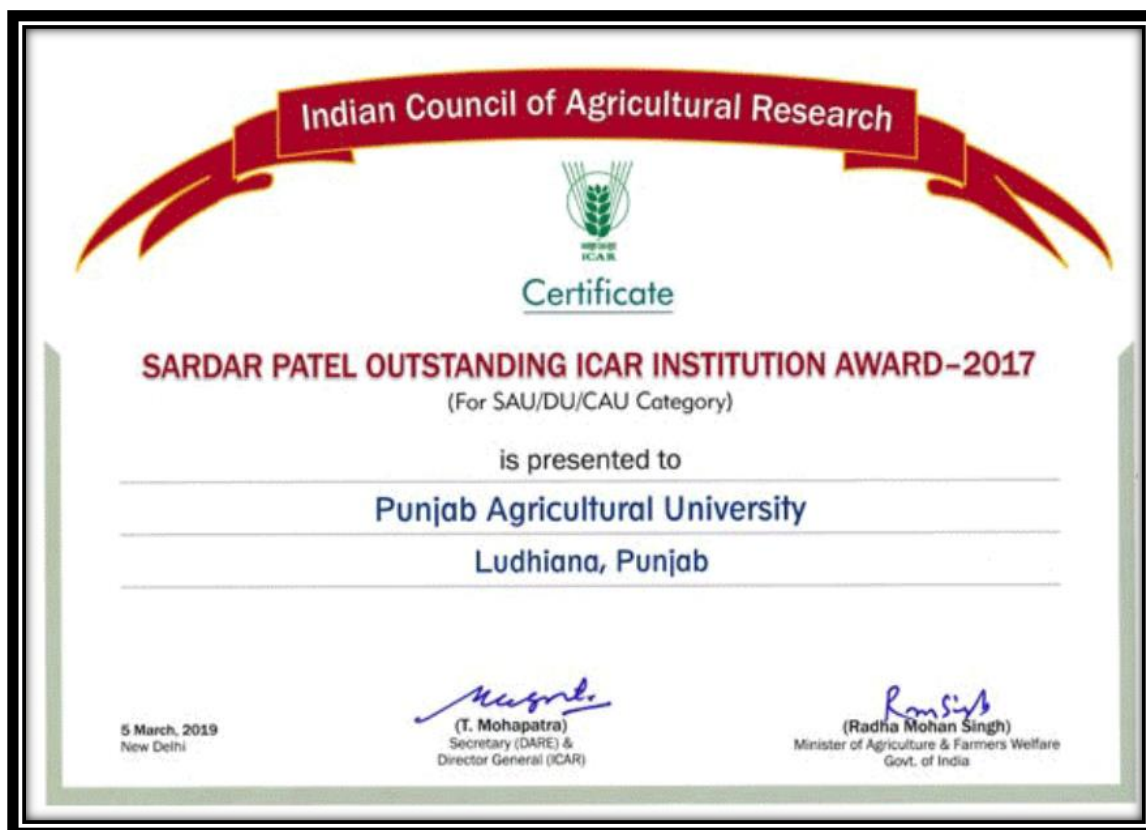 Indian Council of Agricultural Research
ICAR
Certificate
SARDAR PATEL OUTSTANDING ICAR INSTITUTION AWARD–2017
(For SAU/DU/CAU Category)
is presented to
Punjab Agricultural University
Ludhiana, Punjab
5 March, 2019
New Delhi
(T. Mohapatra)
Secretary (DARE) &
Director General (ICAR)
(Radha Mohan Singh)
Minister of Agriculture & Farmers Welfare
Govt. of India